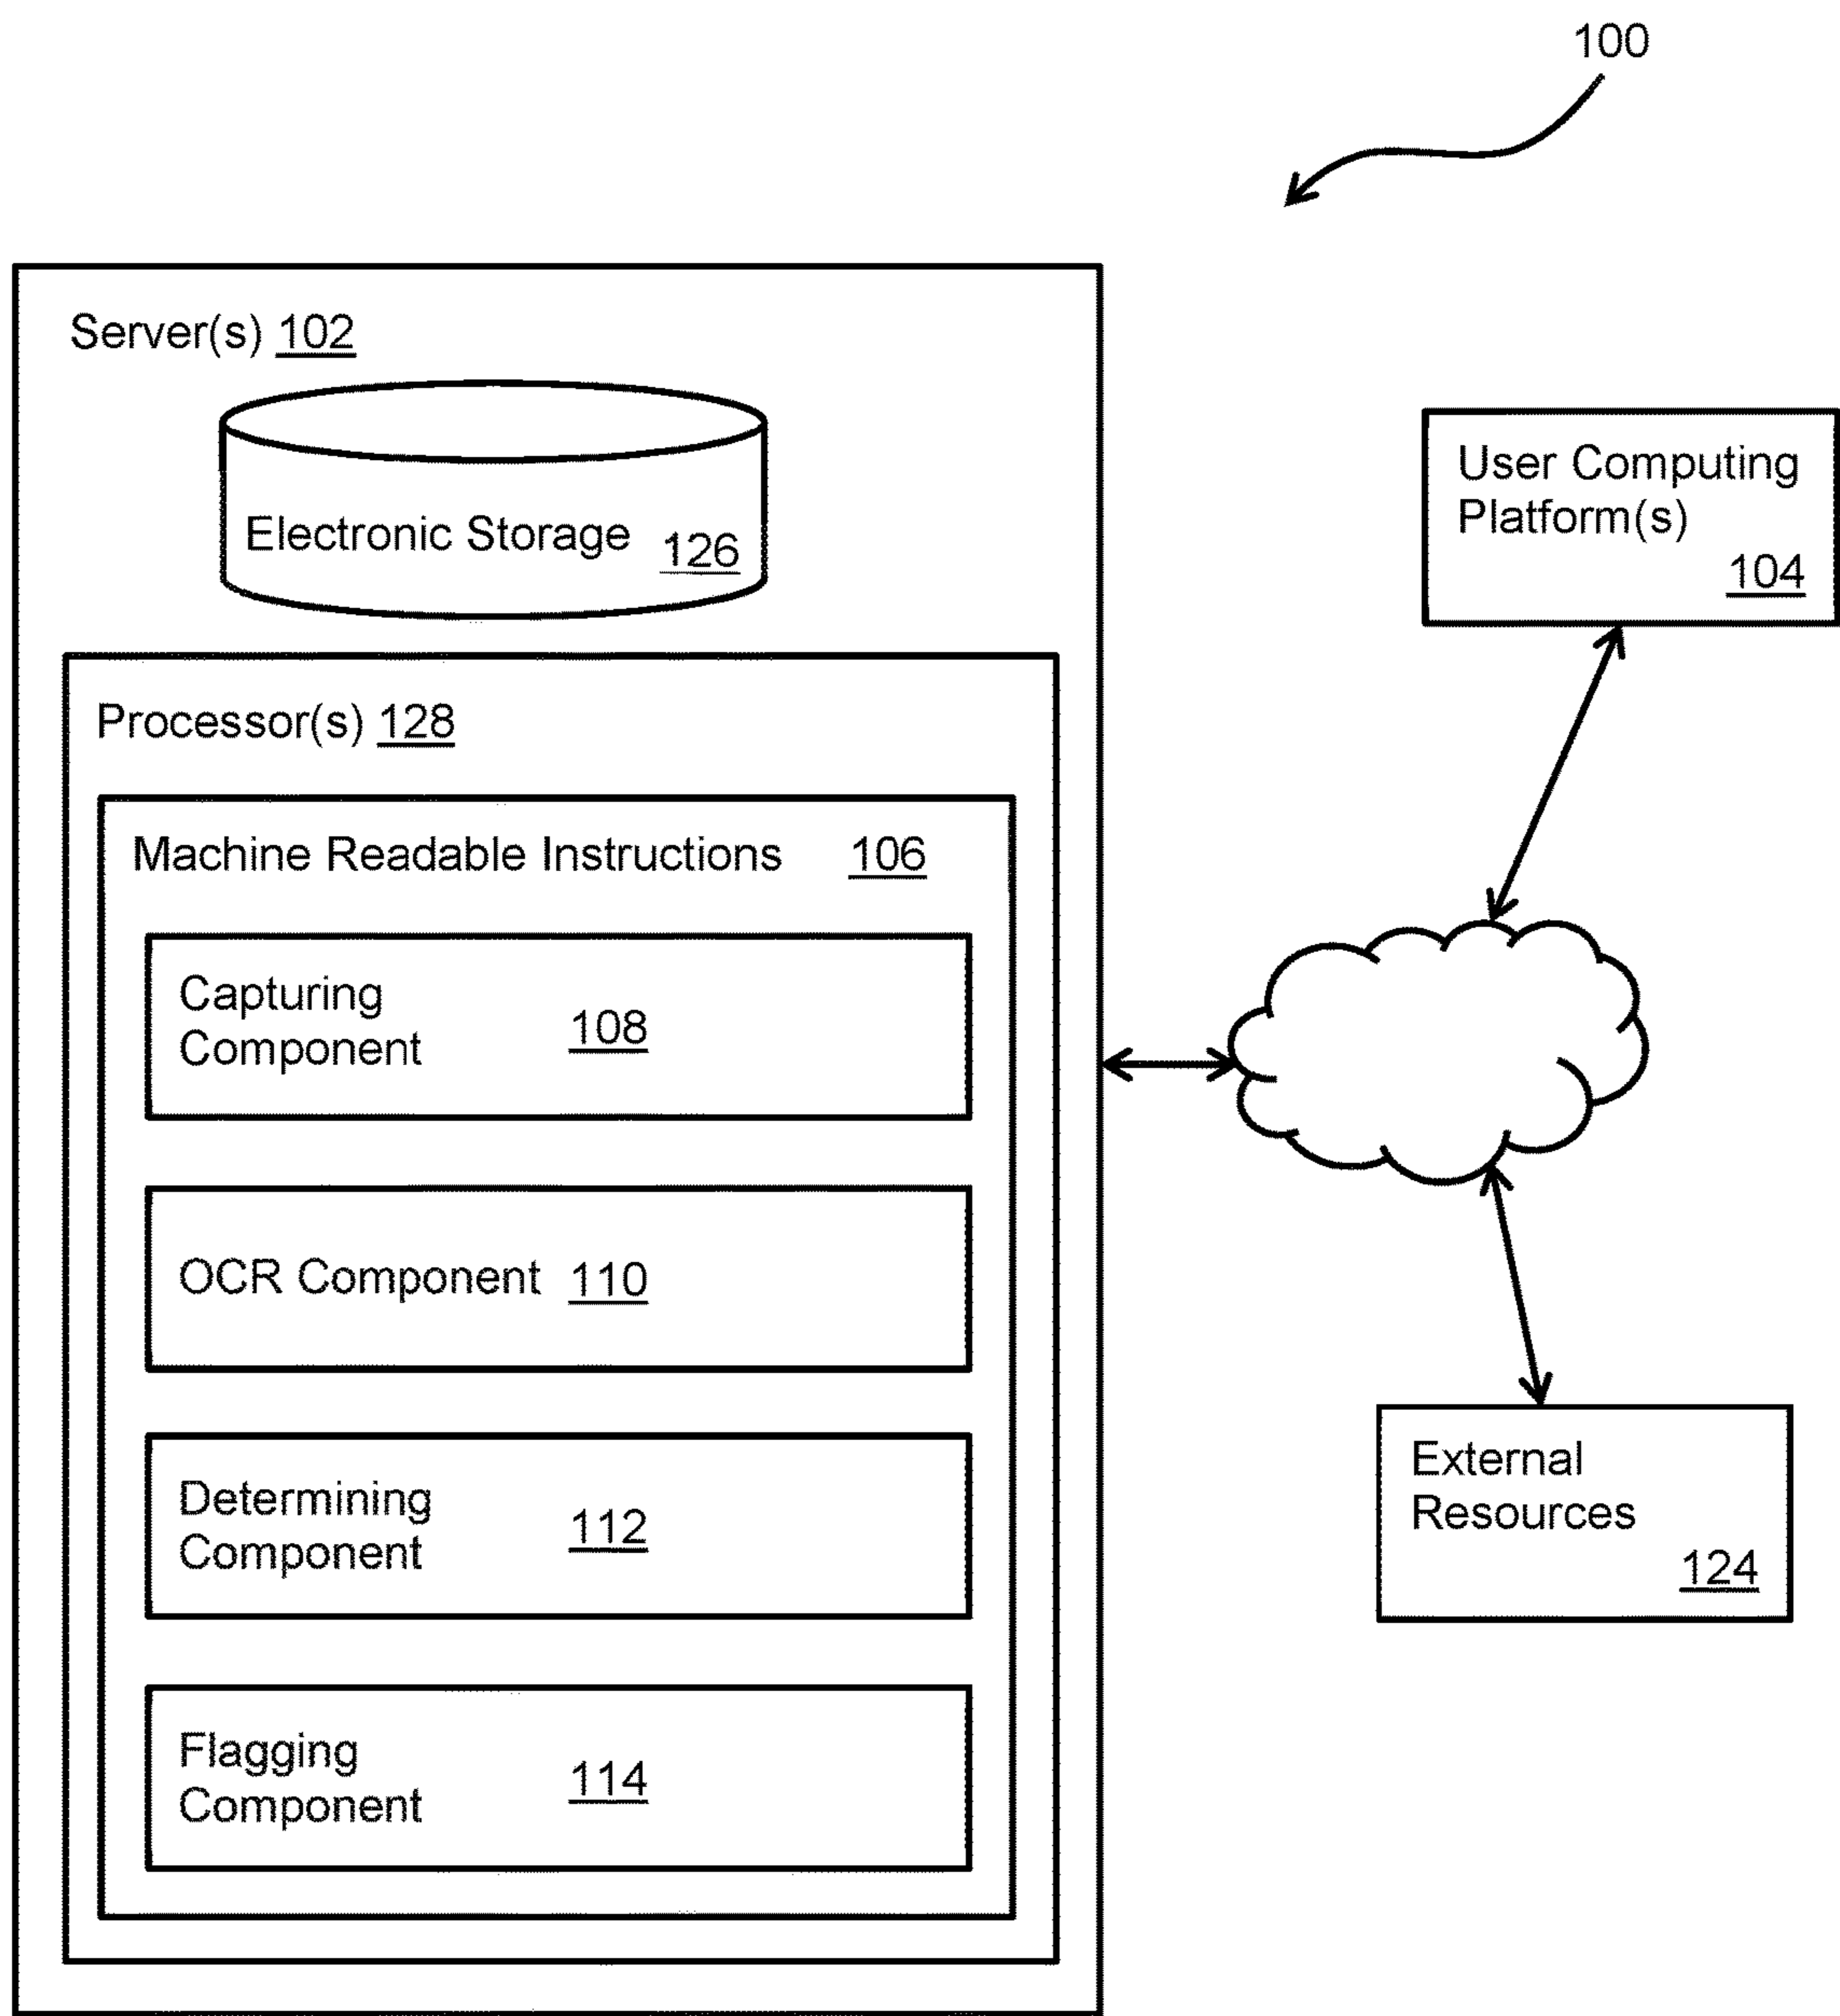 100
Server(s) 102
Electronic Storage 126
Processor(s) 128
Machine Readable Instructions 106
Capturing
Component 108
OCR Component 110
Determining
Component 112
Flagging
Component 114
User Computing
Platform(s)
104
External
Resources
124